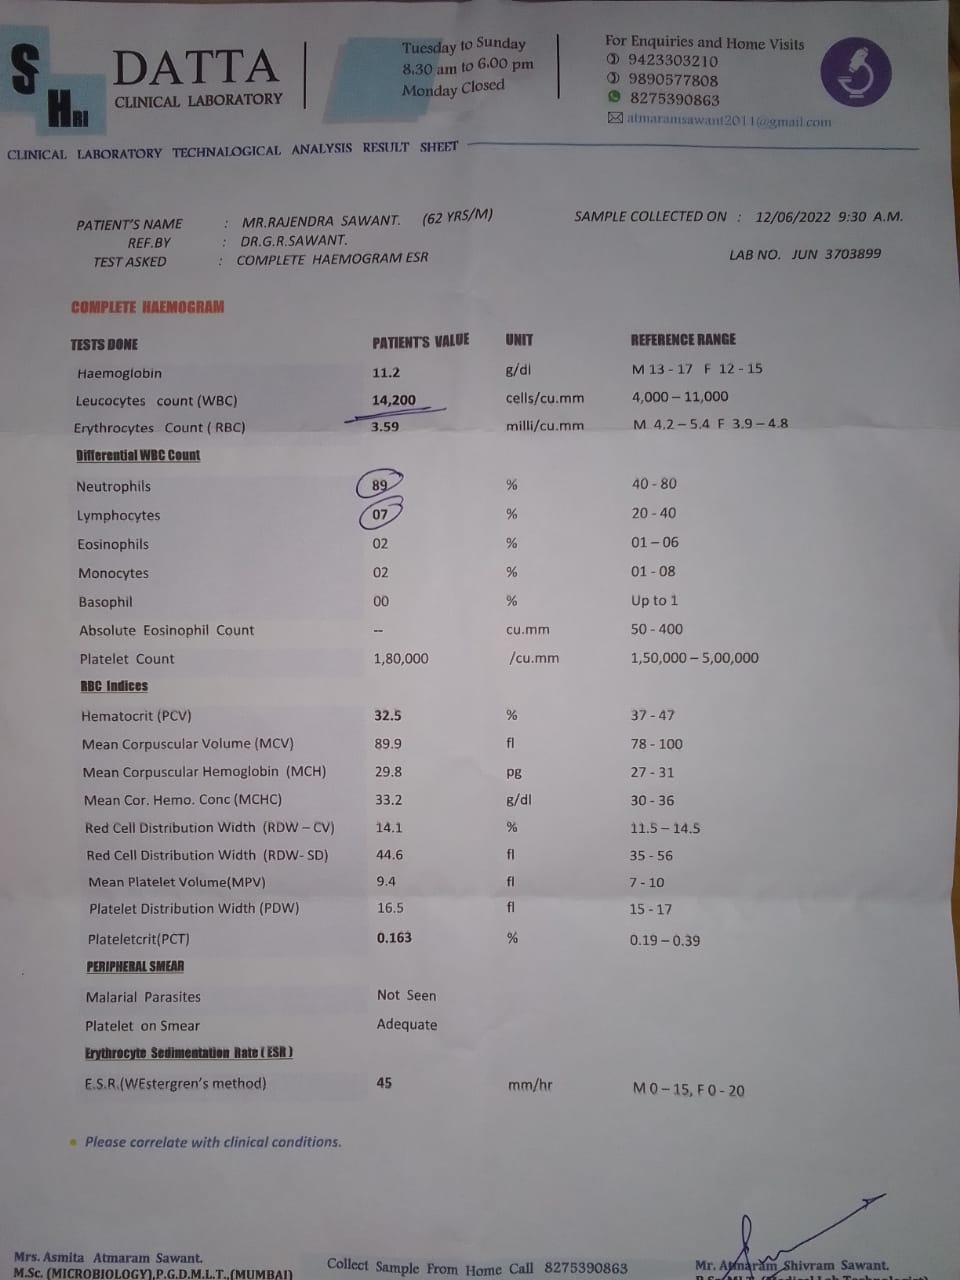 S HRI
DATTA
CLINICAL LABORATORY
Tuesday to Sunday
8.30 am to 6.00 pm
Monday Closed
For Enquiries and Home Visits
9423303210
9890577808
8275390863
atmaramsawant2011@gmail.com
CLINICAL LABORATORY TECHNALOGICAL ANALYSIS RESULT SHEET
PATIENT'S NAME : MR.RAJENDRA SAWANT. (62 YRS/M) SAMPLE COLLECTED ON : 12/06/2022 9:30 A.M.
REF.BY : DR.G.R.SAWANT.
TEST ASKED : COMPLETE HAEMOGRAM ESR LAB NO. JUN 3703899
COMPLETE HAEMOGRAM
TESTS DONE PATIENT'S VALUE UNIT REFERENCE RANGE
Haemoglobin 11.2 g/dl M 13 - 17 F 12 - 15
Leucocytes count (WBC) 14,200 cells/cu.mm 4,000 – 11,000
Erythrocytes Count ( RBC) 3.59 milli/cu.mm M 4.2 – 5.4 F 3.9 – 4.8
Differential WBC Count
Neutrophils 89 % 40 - 80
Lymphocytes 07 % 20 - 40
Eosinophils 02 % 01 – 06
Monocytes 02 % 01 - 08
Basophil 00 % Up to 1
Absolute Eosinophil Count -- cu.mm 50 - 400
Platelet Count 1,80,000 /cu.mm 1,50,000 – 5,00,000
RBC Indices
Hematocrit (PCV) 32.5 % 37 - 47
Mean Corpuscular Volume (MCV) 89.9 fl 78 - 100
Mean Corpuscular Hemoglobin (MCH) 29.8 pg 27 - 31
Mean Cor. Hemo. Conc (MCHC) 33.2 g/dl 30 - 36
Red Cell Distribution Width (RDW – CV) 14.1 % 11.5 – 14.5
Red Cell Distribution Width (RDW- SD) 44.6 fl 35 - 56
Mean Platelet Volume(MPV) 9.4 fl 7 - 10
Platelet Distribution Width (PDW) 16.5 fl 15 - 17
Plateletcrit(PCT) 0.163 % 0.19 – 0.39
PERIPHERAL SMEAR
Malarial Parasites Not Seen
Platelet on Smear Adequate
Erythrocyte Sedimentation Rate ( ESR )
E.S.R.(WEstergren's method) 45 mm/hr M 0 – 15, F 0 - 20
Please correlate with clinical conditions.
Mrs. Asmita Atmaram Sawant.
M.Sc. (MICROBIOLOGY),P.G.D.M.L.T.,(MUMBAI)
Collect Sample From Home Call 8275390863
Mr. Atmaram Shivram Sawant.